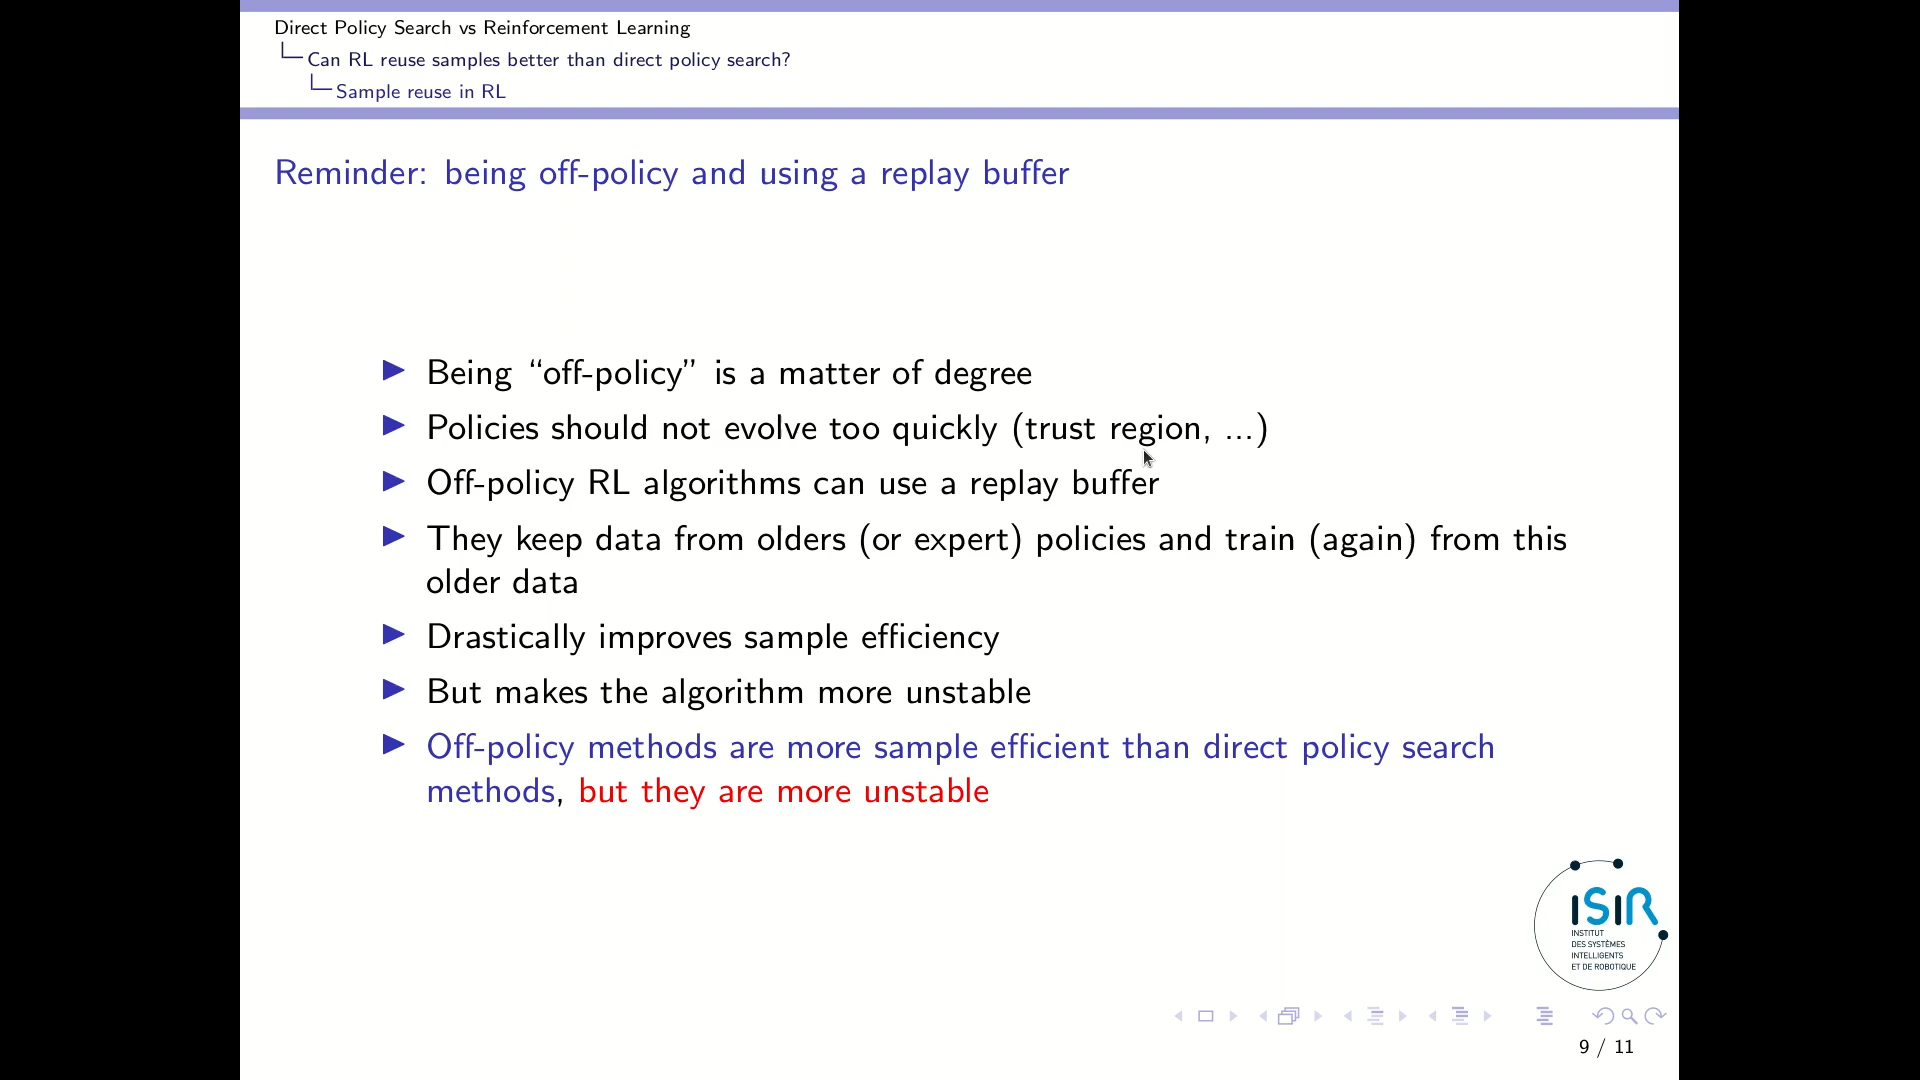 Direct Policy Search vs Reinforcement Learning
Can RL reuse samples better than direct policy search?
Sample reuse in RL
Reminder: being off-policy and using a replay buffer
Being “off-policy” is a matter of degree
Policies should not evolve too quickly (trust region, ...)
Off-policy RL algorithms can use a replay buffer
They keep data from olders (or expert) policies and train (again) from this
older data
Drastically improves sample efficiency
But makes the algorithm more unstable
Off-policy methods are more sample efficient than direct policy search
methods, but they are more unstable
ISIR
INSTITUT
DES SYSTÈMES
INTELLIGENTS
ET DE ROBOTIQUE
9 / 11